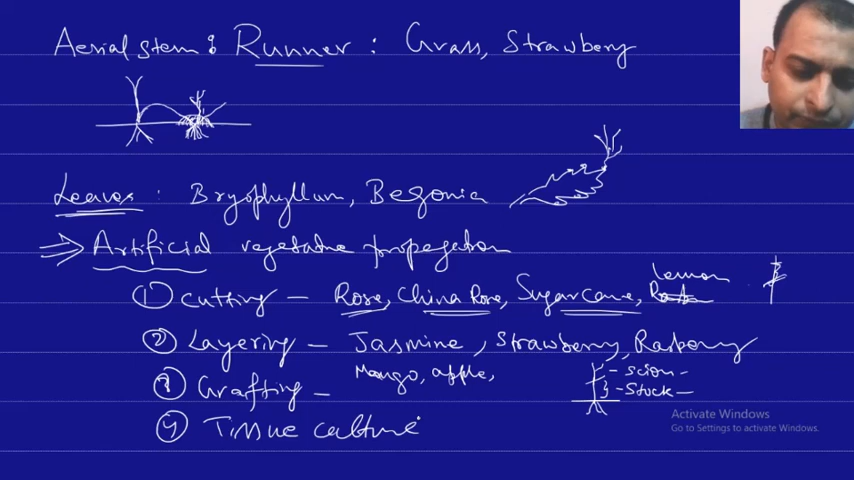 Aerial stem : Runner : Grass, Strawbery
Leaves : Bryophyllum, Begonia
⇒ Artificial vegetative propegation
① Cutting – Rose, China Rose, Sugarcane, lemon
② Layering – Jasmine, Strawberry, Rasberry
③ Grafting – Mango, apple,
- Scion -
- Stock -
④ Tissue culture
Activate Windows
Go to Settings to activate Windows.